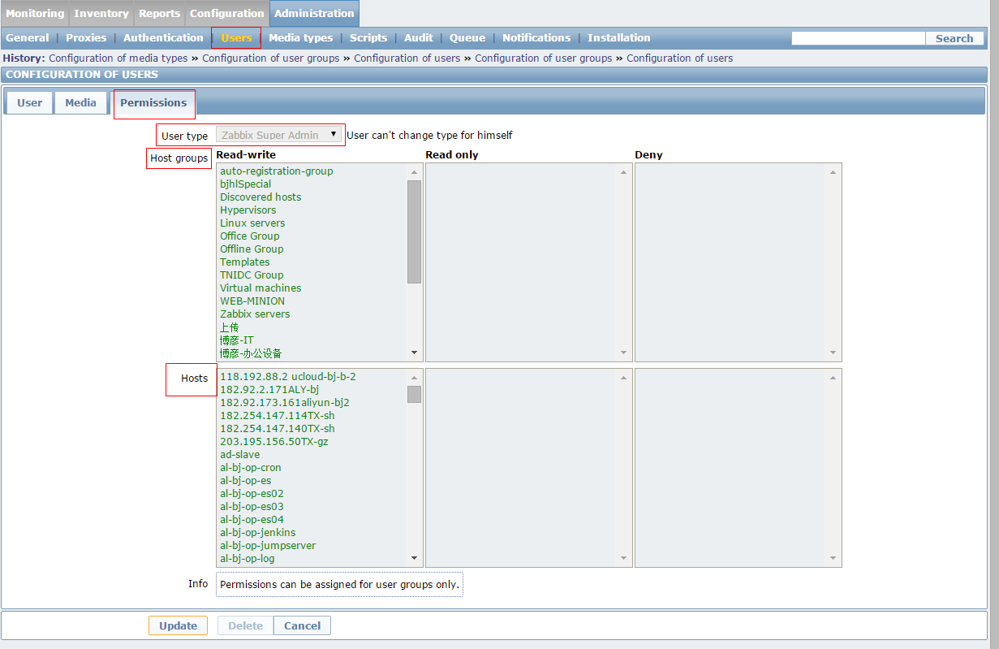 Monitoring Inventory Reports Configuration Administration
General | Proxies | Authentication | Users | Media types | Scripts | Audit | Queue | Notifications | Installation Search
History: Configuration of media types » Configuration of user groups » Configuration of users » Configuration of user groups » Configuration of users
CONFIGURATION OF USERS
User Media Permissions
User type Zabbix Super Admin User can't change type for himself
Host groups Read-write Read only Deny
auto-registration-group
bjhlSpecial
Discovered hosts
Hypervisors
Linux servers
Office Group
Offline Group
Templates
TNIDC Group
Virtual machines
WEB-MINION
Zabbix servers
上传
博彦-IT
博彦-办公设备
Hosts 118.192.88.2 ucloud-bj-b-2
182.92.2.171ALY-bj
182.92.173.161aliyun-bj2
182.254.147.114TX-sh
182.254.147.140TX-sh
203.195.156.50TX-gz
ad-slave
al-bj-op-cron
al-bj-op-es
al-bj-op-es02
al-bj-op-es03
al-bj-op-es04
al-bj-op-jenkins
al-bj-op-jumpserver
al-bj-op-log
Info Permissions can be assigned for user groups only.
Update Delete Cancel